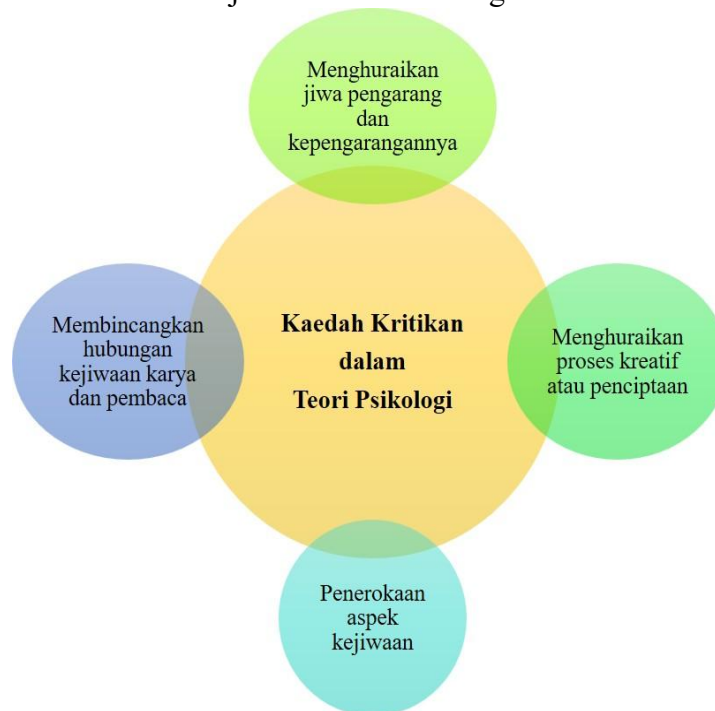 Menghuraikan
jiwa pengarang
dan
kepengarangannya
Membincangkan
hubungan
kejiwaan karya
dan pembaca
Kaedah Kritikan
dalam
Teori Psikologi
Menghuraikan
proses kreatif
atau penciptaan
Penerokaan
aspek
kejiwaan